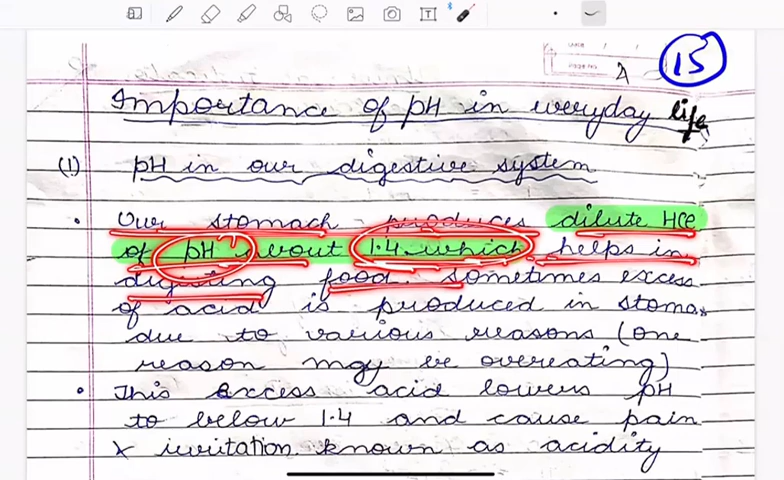 15
Importance of pH in everyday life
(1) pH in our digestive system
• Our stomach produces dilute HCl
of pH about 1.4 which helps in
digesting food. Sometimes excess
of acid is produced in stoma
due to various reasons (one
reason may be overeating)
• This excess acid lowers pH
to below 1.4 and cause pain
& irritation known as acidity